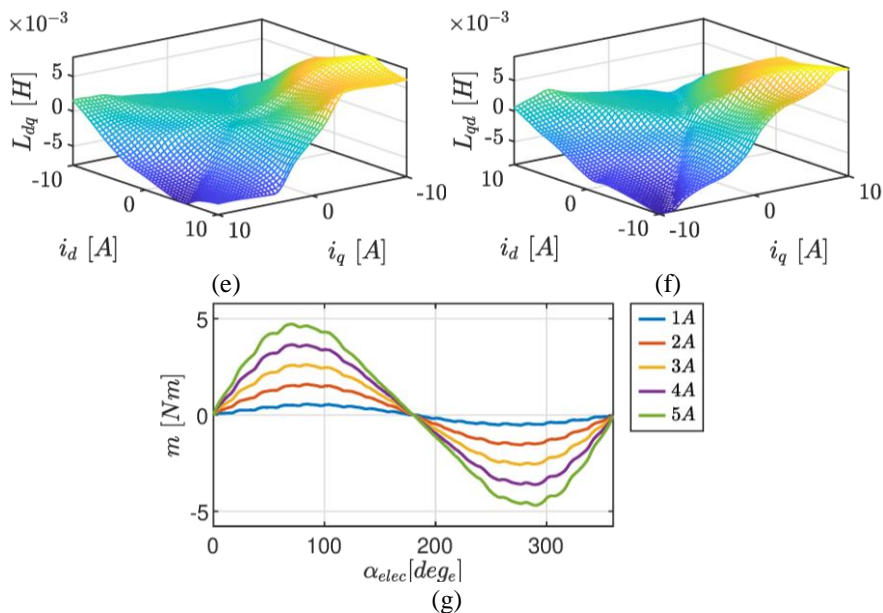 ×10⁻³
5
0
-5
L_dq [H]
-10
0
10
i_d [A]
10
0
-10
i_q [A]
(e)
×10⁻³
5
0
-5
L_qd [H]
10
0
-10
i_d [A]
-10
0
10
i_q [A]
(f)
5
0
-5
m [Nm]
0 100 200 300
α_elec[deg_e]
1A
2A
3A
4A
5A
(g)